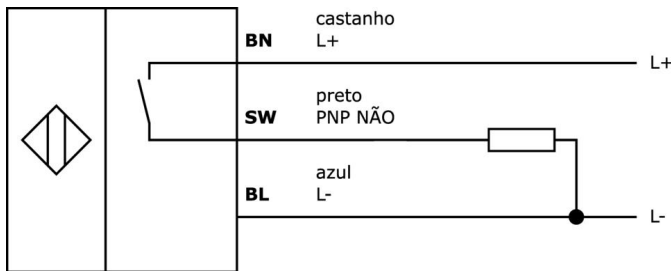 castanho
BN L+
L+
preto
SW PNP NÃO
azul
BL L-
L-